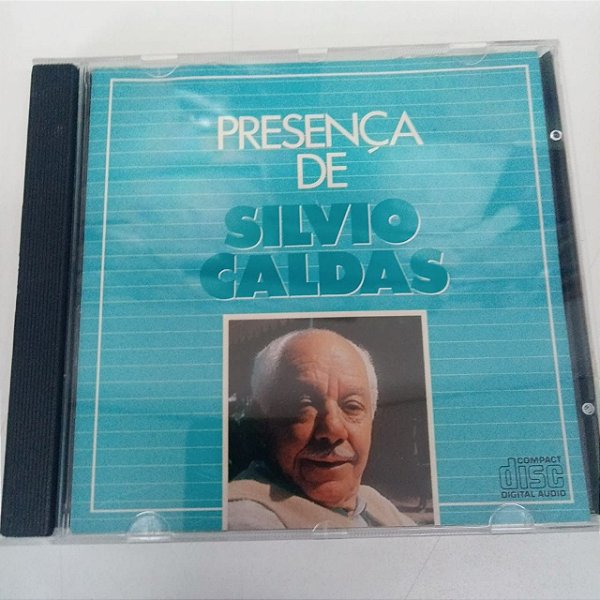 PRESENÇA
DE
SILVIO
CALDAS
COMPACT
disc
DIGITAL AUDIO